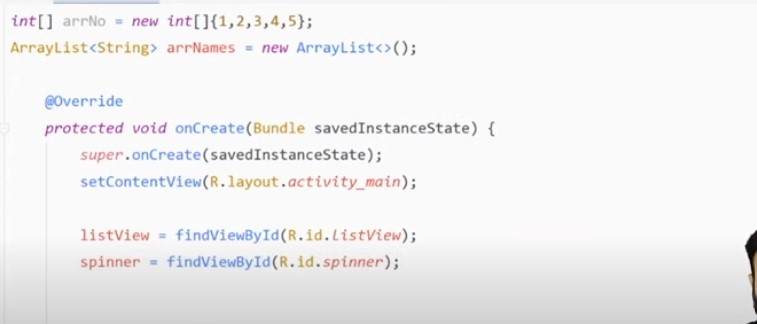 int[] arrNo = new int[]{1,2,3,4,5};
ArrayList<String> arrNames = new ArrayList<>();
@Override
protected void onCreate(Bundle savedInstanceState) {
super.onCreate(savedInstanceState);
setContentView(R.layout.activity_main);
listView = findViewById(R.id.listView);
spinner = findViewById(R.id.spinner);